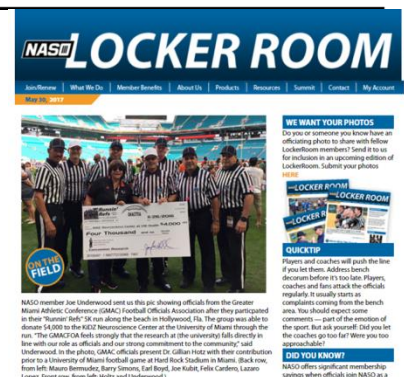 NASO LOCKER ROOM
Join/Renew | What We Do | Member Benefits | About Us | Products | Resources | Summit | Contact | My Account
May 30, 2017
WE WANT YOUR PHOTOS
Do you or someone you know have an
officiating photo to share with fellow
LockerRoom members? Send it to us
for inclusion in an upcoming edition of
LockerRoom. Submit your photos
HERE
LOCKER ROOM
LOCKER ROOM
Four Thousand
ON THE
FIELD
QUICKTIP
Players and coaches will push the line
if you let them. Address bench
decorum before it's too late. Players,
coaches and fans attack the officials
regularly. It usually starts as
complaints coming from the bench
area. You should expect some
comments — part of the emotion of
the sport. But ask yourself: Did you let
the coaches go too far? Were you too
approachable?
DID YOU KNOW?
NASO offers significant membership
savings when officials join NASO as a
NASO member Joe Underwood sent us this pic showing officials from the Greater
Miami Athletic Conference (GMAC) Football Officials Association after they participated
in their "Runnin' Refs" 5K run along the beach in Hollywood, Fla. The group was able to
donate $4,000 to the KiDZ Neuroscience Center at the University of Miami through the
run. "The GMACFOA feels strongly that the research at (the university) falls directly in
line with our role as officials and our strong commitment to the community," said
Underwood. In the photo, GMAC officials present Dr. Gillian Hotz with their contribution
prior to a University of Miami football game at Hard Rock Stadium in Miami. (Back row,
from left: Mauro Bermudez, Barry Simons, Earl Boyd, Joe Kubit, Felix Cardero, Lazaro
Lopez. Front row, from left: Holtz and Underwood.)